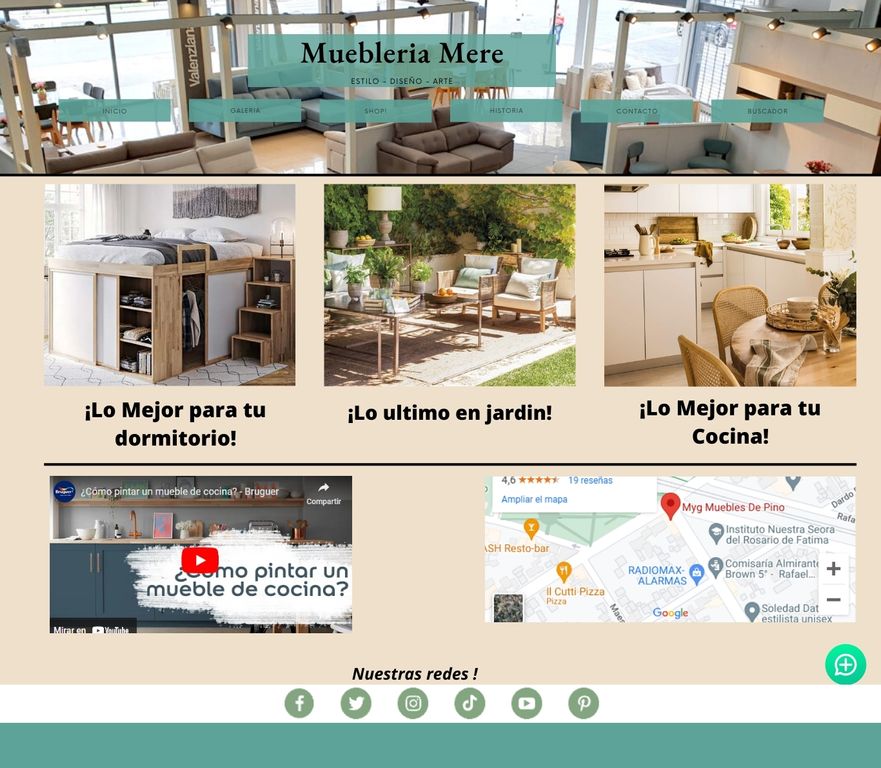 Valenziana
Muebleria Mere
ESTILO - DISEÑO - ARTE
INICIO
GALERIA
SHOP!
HISTORIA
CONTACTO
BUSCADOR
¡Lo Mejor para tu
dormitorio!
¡Lo ultimo en jardin!
¡Lo Mejor para tu
Cocina!
Bruguer
¿Cómo pintar un mueble de cocina? - Bruguer
Compartir
¿Cómo pintar un
mueble de cocina?
Mirar en YouTube
4,6
19 reseñas
Ampliar el mapa
Myg Muebles De Pino
Dardo
Rafa
Instituto Nuestra Seora
del Rosario de Fatima
ASH Resto-bar
RADIOMAX-
ALARMAS
Comisaría Almirante
Brown 5° - Rafael...
Il Cutti Pizza
Pizza
Google
Soledad Dat
estilista unisex
Nuestras redes !